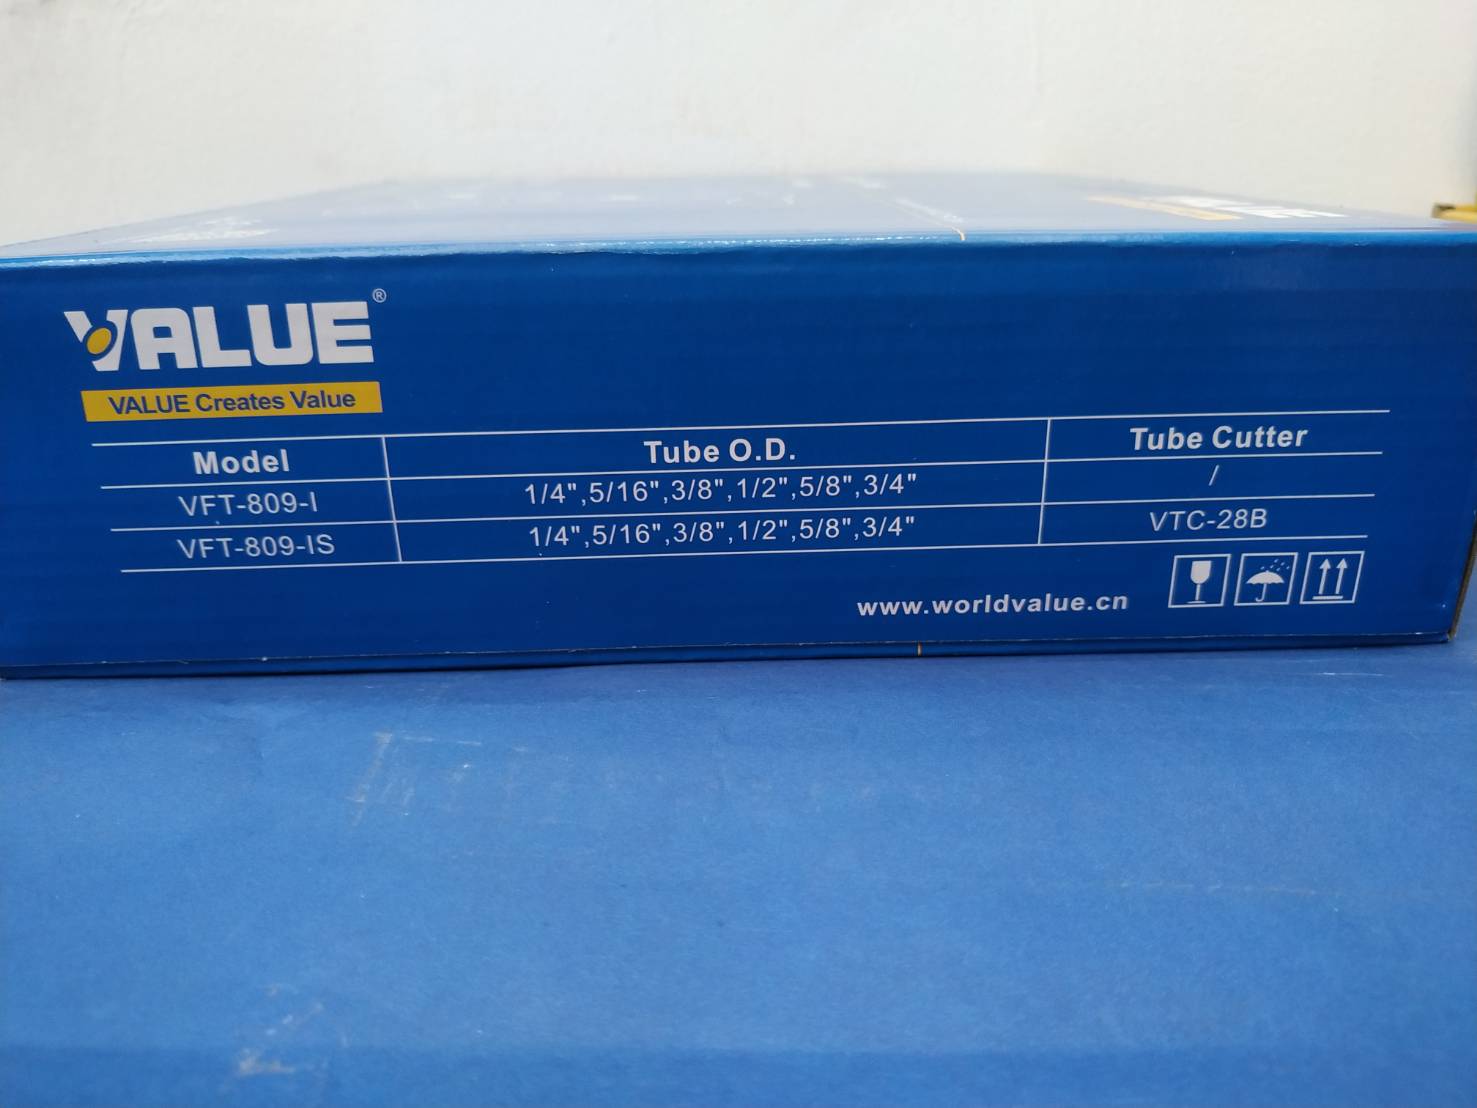 VALUE®
VALUE Creates Value
Model Tube O.D. Tube Cutter
VFT-809-I 1/4",5/16",3/8",1/2",5/8",3/4" /
VFT-809-IS 1/4",5/16",3/8",1/2",5/8",3/4" VTC-28B
www.worldvalue.cn